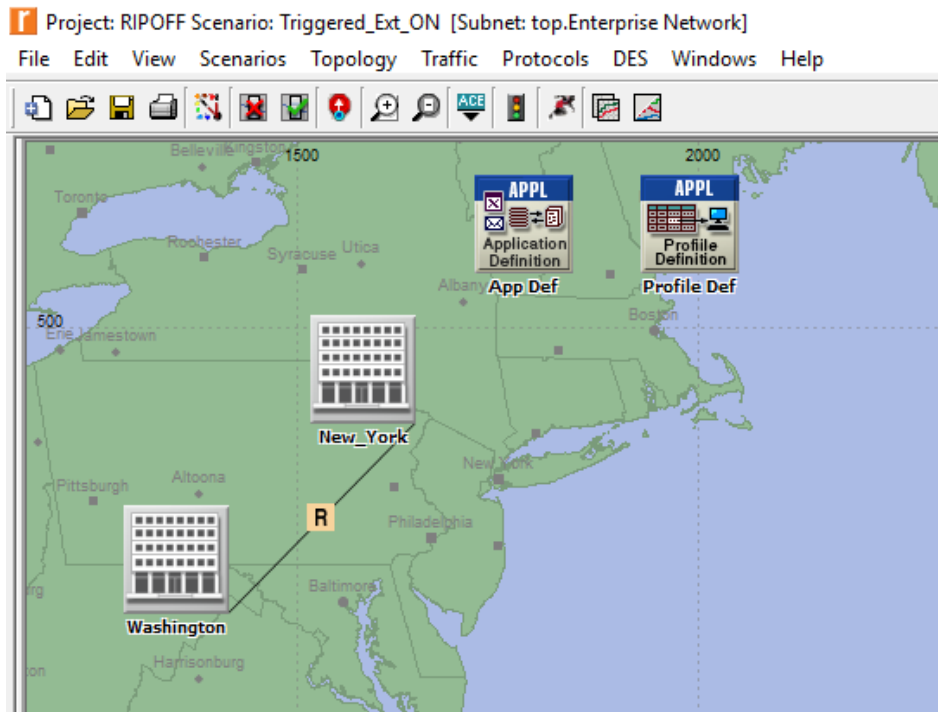 Project: RIPOFF Scenario: Triggered_Ext_ON [Subnet: top.Enterprise Network]
File Edit View Scenarios Topology Traffic Protocols DES Windows Help
ACE
Belleville Kingston 1500 2000
Toronto
APPL APPL
Application Profiile
Definition Definition
Rochester Syracuse Utica
Albany App Def Profile Def
500 Boston
Erie Jamestown
New_York
New York
Altoona
Pittsburgh
R
Philadelphia
Baltimore
Washington
Harrisonburg